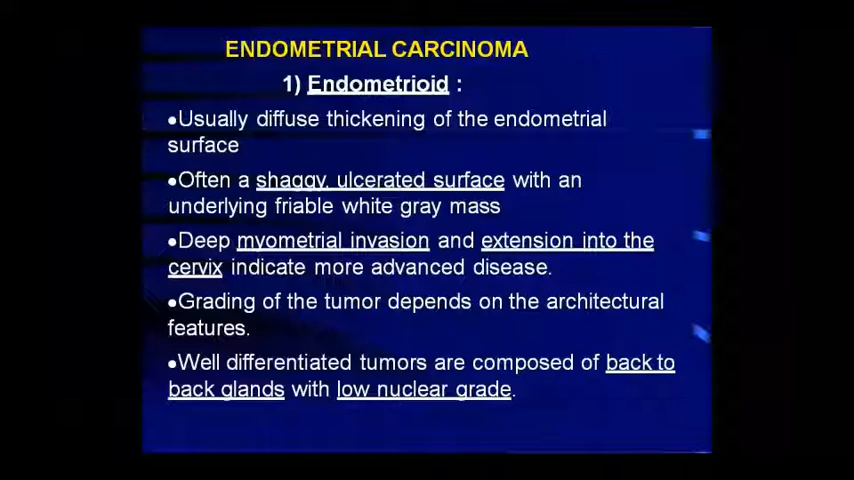 ENDOMETRIAL CARCINOMA
1) Endometrioid :
•Usually diffuse thickening of the endometrial
surface
•Often a shaggy, ulcerated surface with an
underlying friable white gray mass
•Deep myometrial invasion and extension into the
cervix indicate more advanced disease.
•Grading of the tumor depends on the architectural
features.
•Well differentiated tumors are composed of back to
back glands with low nuclear grade.